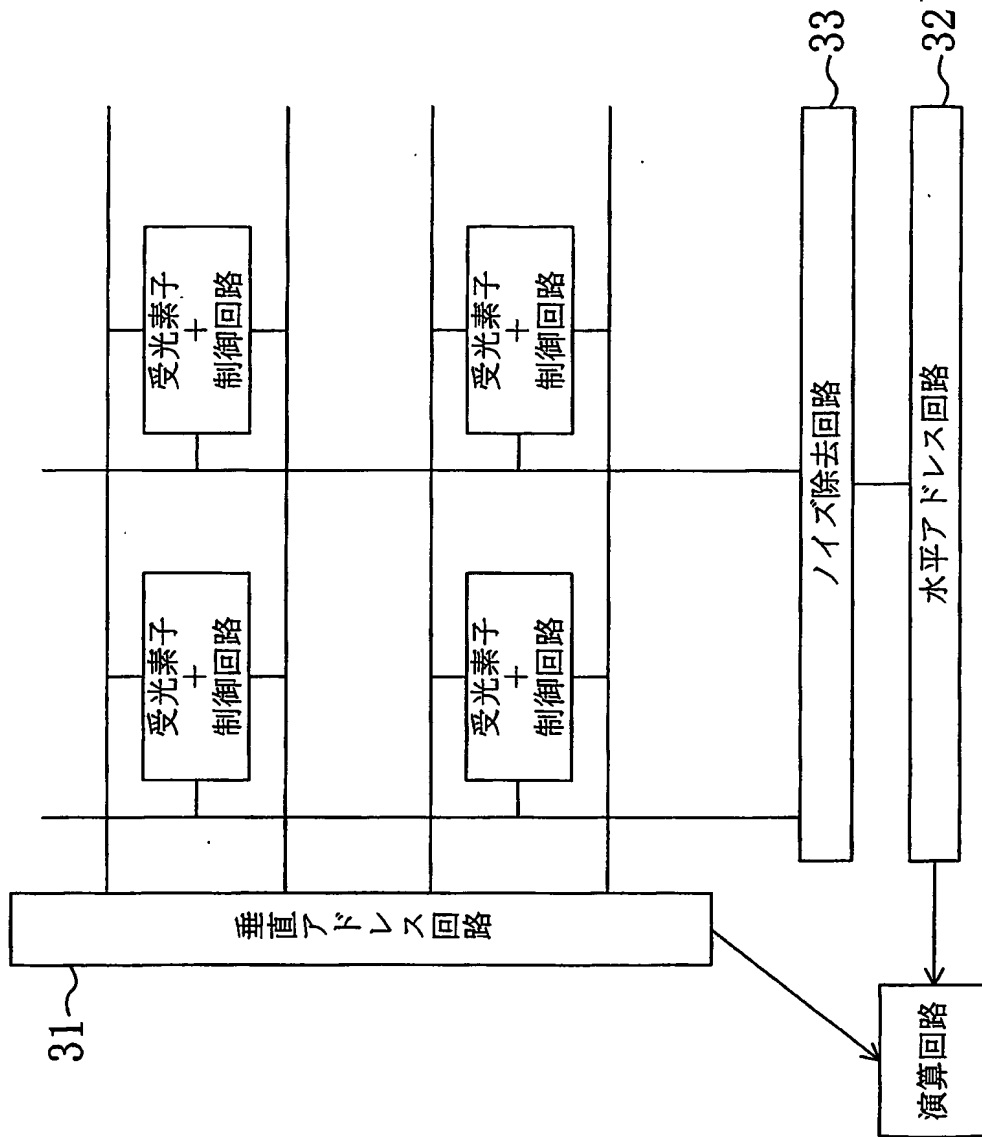 31
垂直アドレス回路
受光素子
+
制御回路
受光素子
+
制御回路
受光素子
+
制御回路
受光素子
+
制御回路
ノイズ除去回路
33
水平アドレス回路
32
演算回路